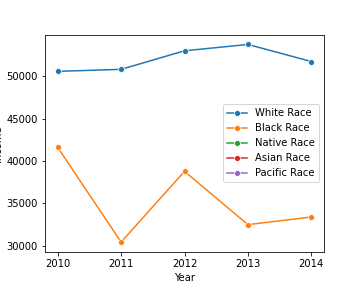 50000
45000
40000
35000
30000
2010 2011 2012 2013 2014
Year
White Race
Black Race
Native Race
Asian Race
Pacific Race